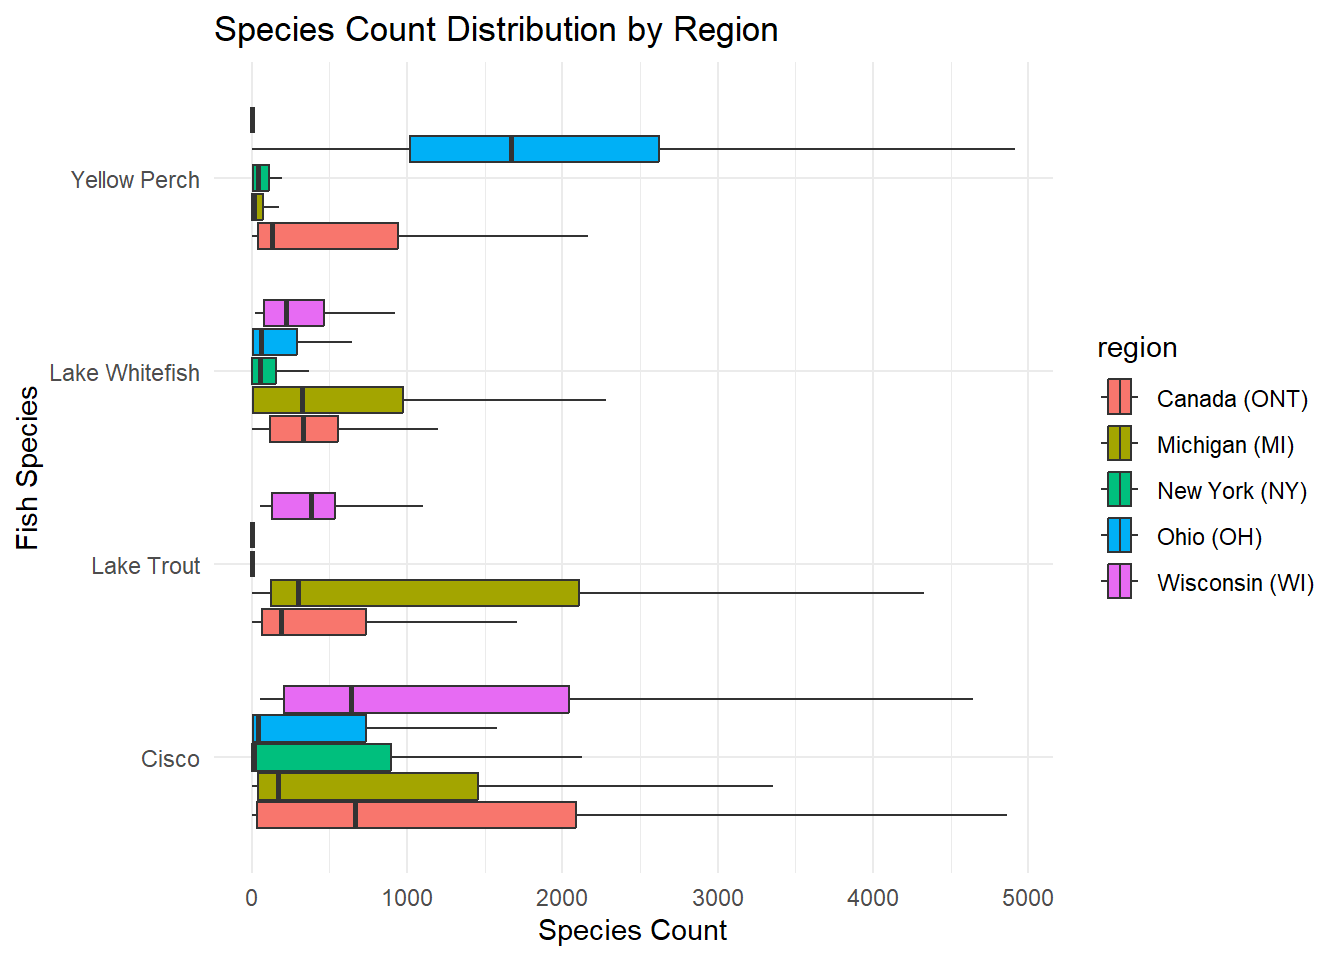 Species Count Distribution by Region
Yellow Perch
Lake Whitefish
Lake Trout
Cisco
Fish Species
0 1000 2000 3000 4000 5000
Species Count
region
Canada (ONT)
Michigan (MI)
New York (NY)
Ohio (OH)
Wisconsin (WI)